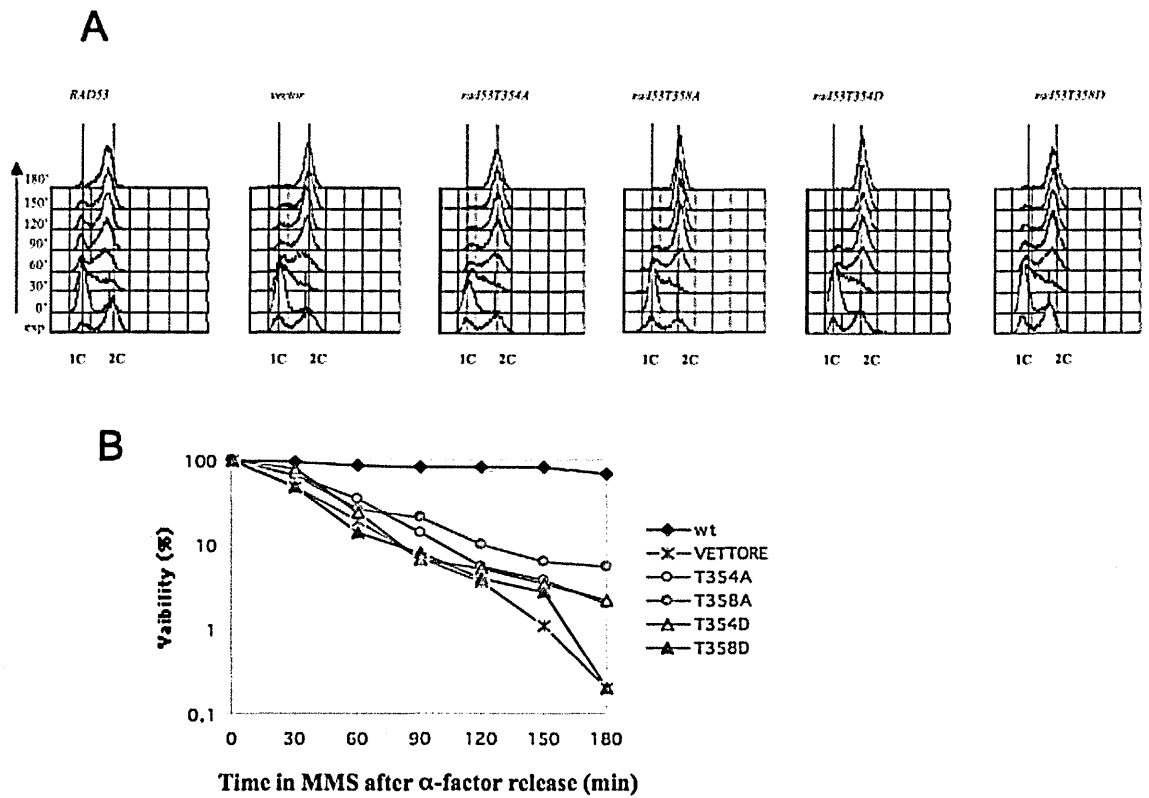 A
RAD53
vector
rad53T354A
rad53T358A
rad53T354D
rad53T358D
180'
150'
120'
90'
60'
30'
0'
exp
1C 2C
1C 2C
1C 2C
1C 2C
1C 2C
1C 2C
B
Vaibility (%)
100
10
1
0,1
0 30 60 90 120 150 180
Time in MMS after α-factor release (min)
wt
VETTORE
T354A
T358A
T354D
T358D